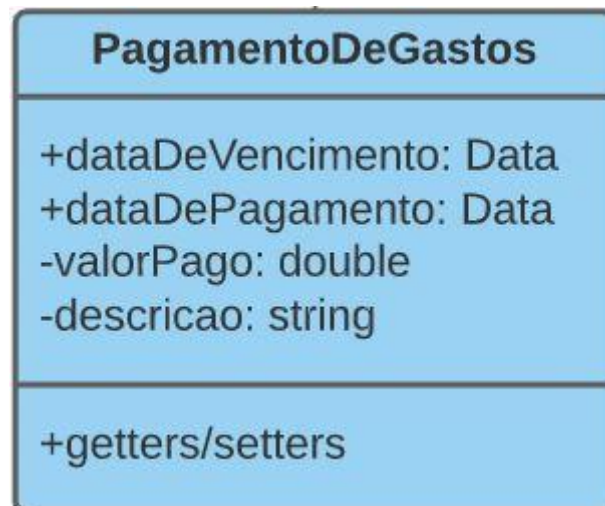 PagamentoDeGastos
+dataDeVencimento: Data
+dataDePagamento: Data
-valorPago: double
-descricao: string
+getters/setters